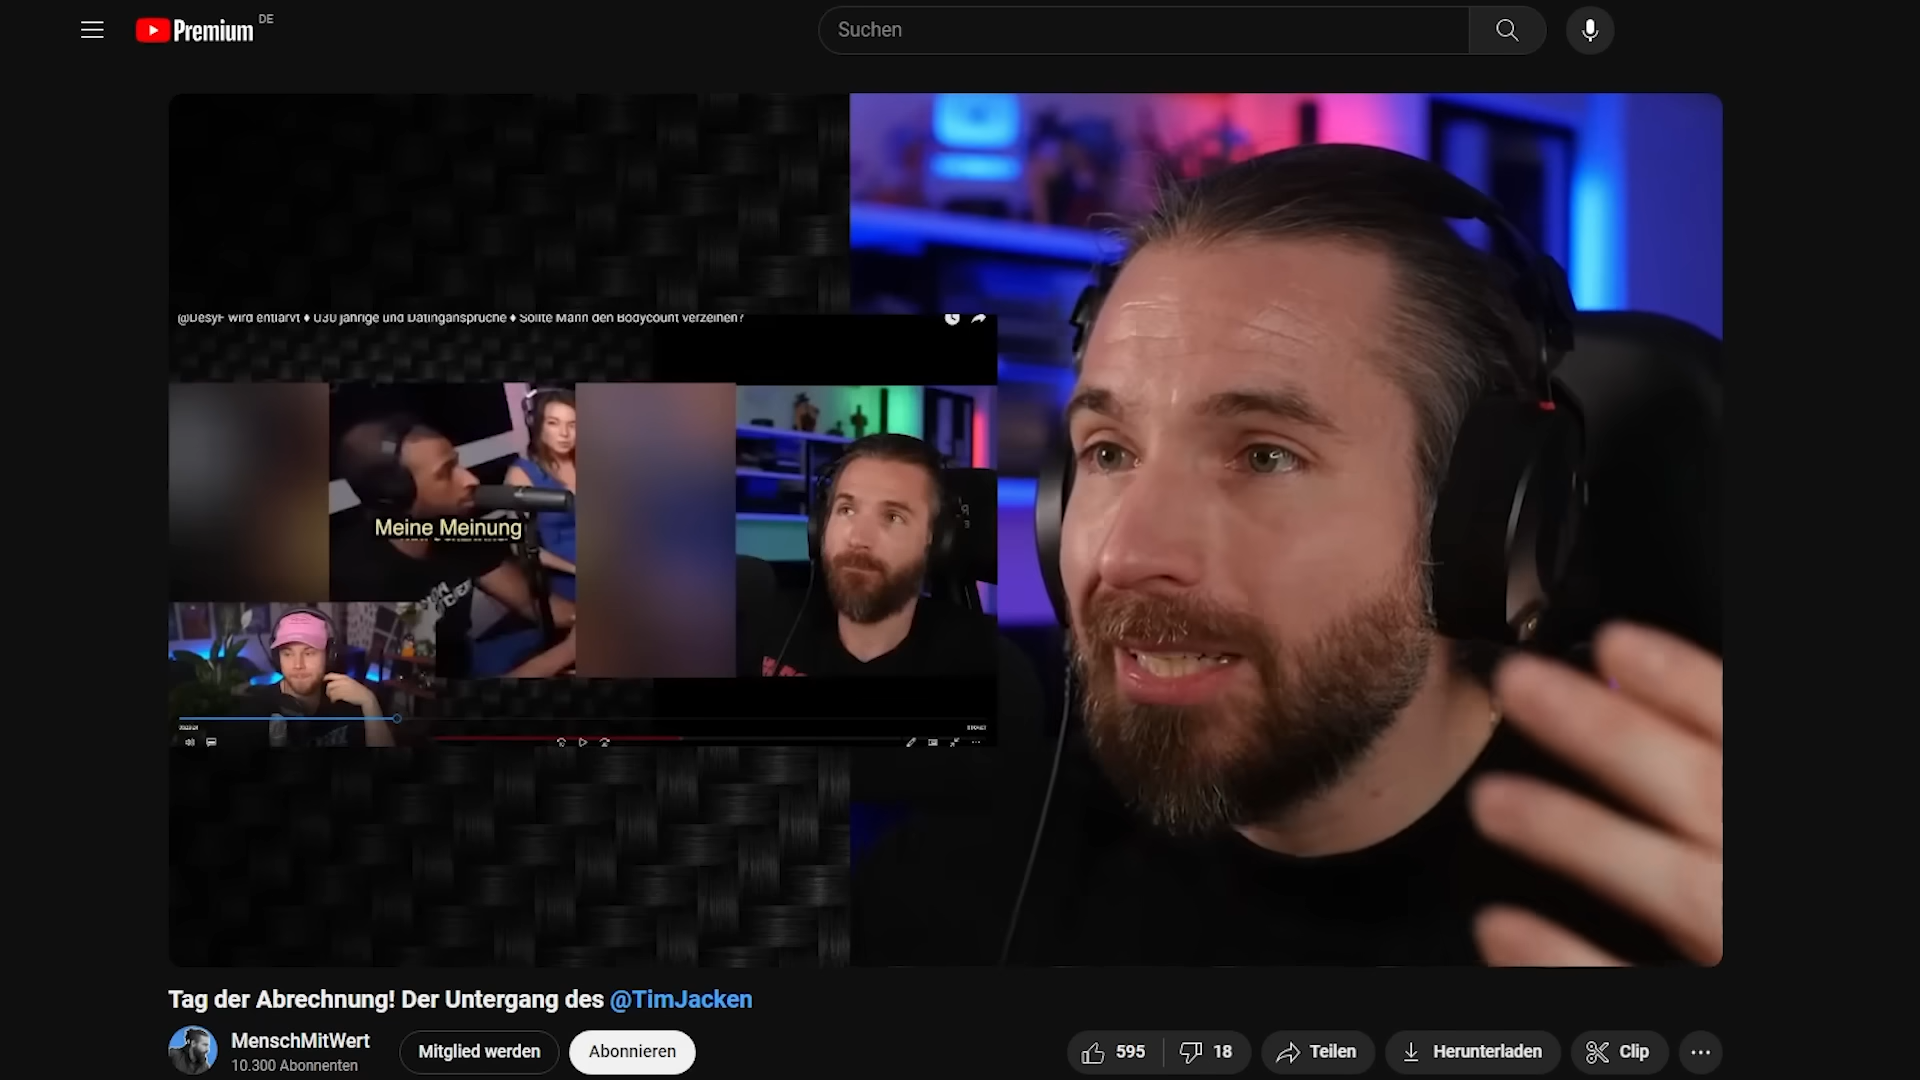 Premium DE
Suchen
@DesyF wird entlarvt ♦ Ü30 jährige und Datingansprüche ♦ Sollte Mann den Bodycount verzeihen?
Meine Meinung
Tag der Abrechnung! Der Untergang des @TimJacken
MenschMitWert
10.300 Abonnenten
Mitglied werden
Abonnieren
595
18
Teilen
Herunterladen
Clip